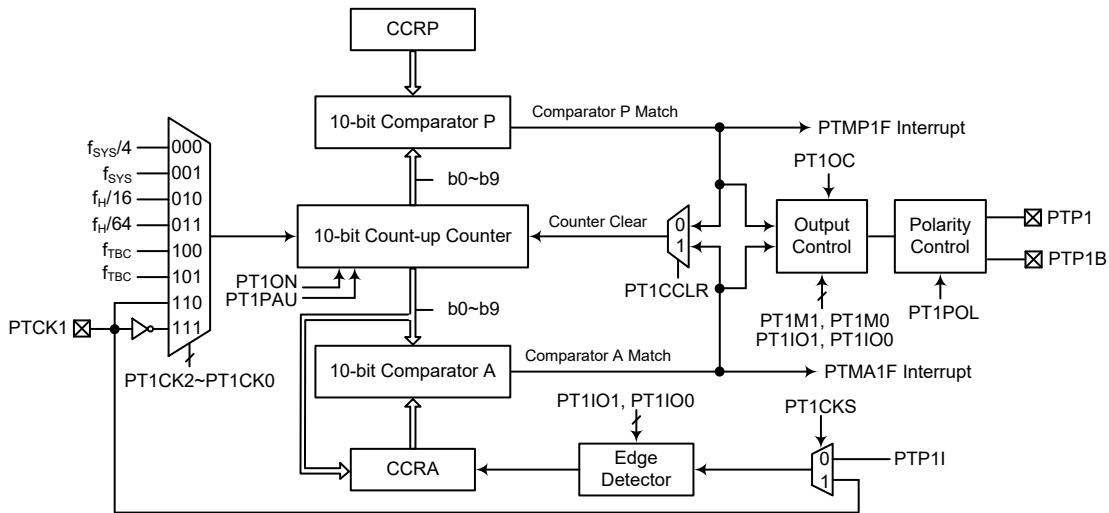 CCRP
10-bit Comparator P
Comparator P Match
PTMP1F Interrupt
fSYS/4
000
fSYS
001
fH/16
010
fH/64
011
fTBC
100
fTBC
101
110
111
PTCK1
PT1CK2~PT1CK0
b0~b9
10-bit Count-up Counter
PT1ON
PT1PAU
Counter Clear
0
1
PT1CCLR
PT1OC
Output
Control
PT1M1, PT1M0
PT1IO1, PT1IO0
Polarity
Control
PT1POL
PTP1
PTP1B
b0~b9
10-bit Comparator A
Comparator A Match
PTMA1F Interrupt
PT1IO1, PT1IO0
PT1CKS
CCRA
Edge
Detector
0
1
PTP1I